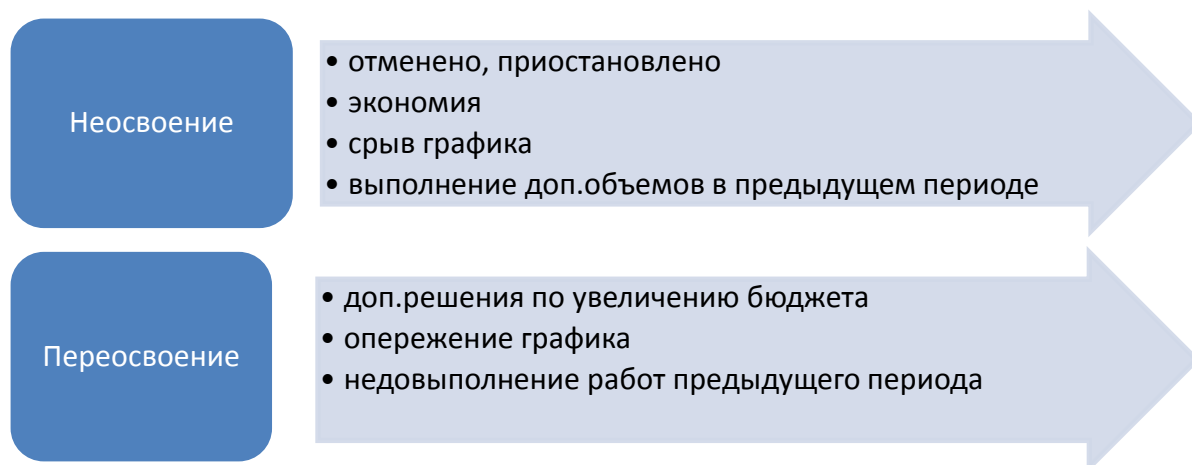 Неосвоение
• отменено, приостановлено
• экономия
• срыв графика
• выполнение доп.объемов в предыдущем периоде
Переосвоение
• доп.решения по увеличению бюджета
• опережение графика
• недовыполнение работ предыдущего периода